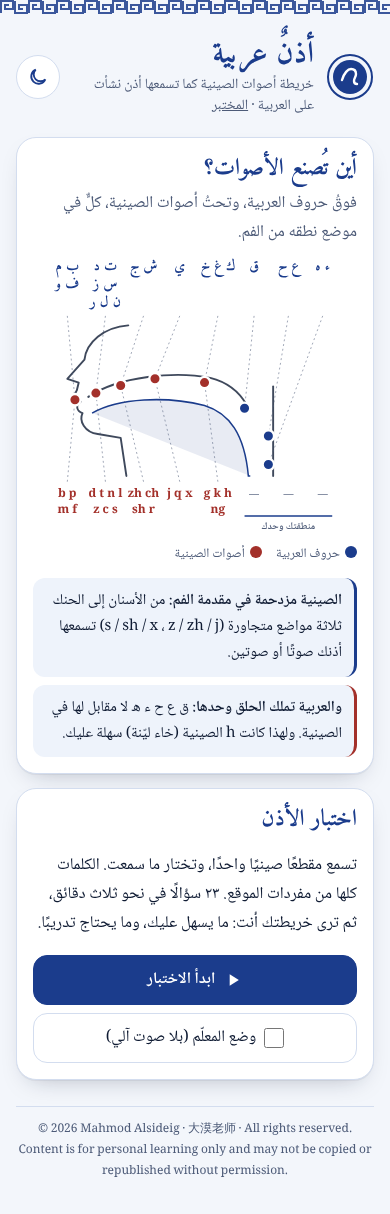 أذنٌ عربية
خريطة أصوات الصينية كما تسمعها أذن نشأت
على العربية · المختبر
أين تُصنع الأصوات؟
فوقُ حروف العربية، وتحتُ أصوات الصينية، كلٌّ في
موضع نطقه من الفم.
ء ه   ع ح   ق   ك غ خ   ي   ش ج   ت د   ب م
س ز   ف و
ن ل ر
b p   d t n l   zh ch   j q x   g k h   —   —   —
m f   z c s   sh r   ng
منطقتك وحدك
حروف العربية   أصوات الصينية
الصينية مزدحمة في مقدمة الفم: من الأسنان إلى الحنك
ثلاثة مواضع متجاورة (s / sh / x ، z / zh / j) تسمعها
أذنك صوتًا أو صوتين.
والعربية تملك الحلق وحدها: ق ع ح ء ه لا مقابل لها في
الصينية. ولهذا كانت h الصينية (خاء ليّنة) سهلة عليك.
اختبار الأذن
تسمع مقطعًا صينيًا واحدًا، وتختار ما سمعت. الكلمات
كلها من مفردات الموقع. ٢٣ سؤالًا في نحو ثلاث دقائق،
ثم ترى خريطتك أنت: ما يسهل عليك، وما يحتاج تدريبًا.
ابدأ الاختبار
وضع المعلّم (بلا صوت آلي)
© 2026 Mahmod Alsideig · 大漠老师 · All rights reserved.
Content is for personal learning only and may not be copied or
republished without permission.